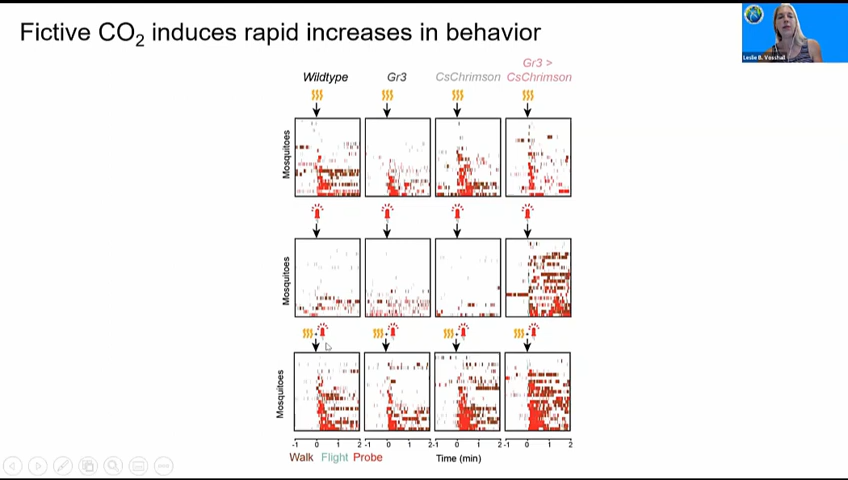 Fictive CO2 induces rapid increases in behavior
Leslie B. Vosshall
Wildtype
Gr3
CsChrimson
Gr3 >
CsChrimson
Mosquitoes
Mosquitoes
Mosquitoes
-1 0 1 2 -1 0 1 2 -1 0 1 2 -1 0 1 2
Walk Flight Probe
Time (min)